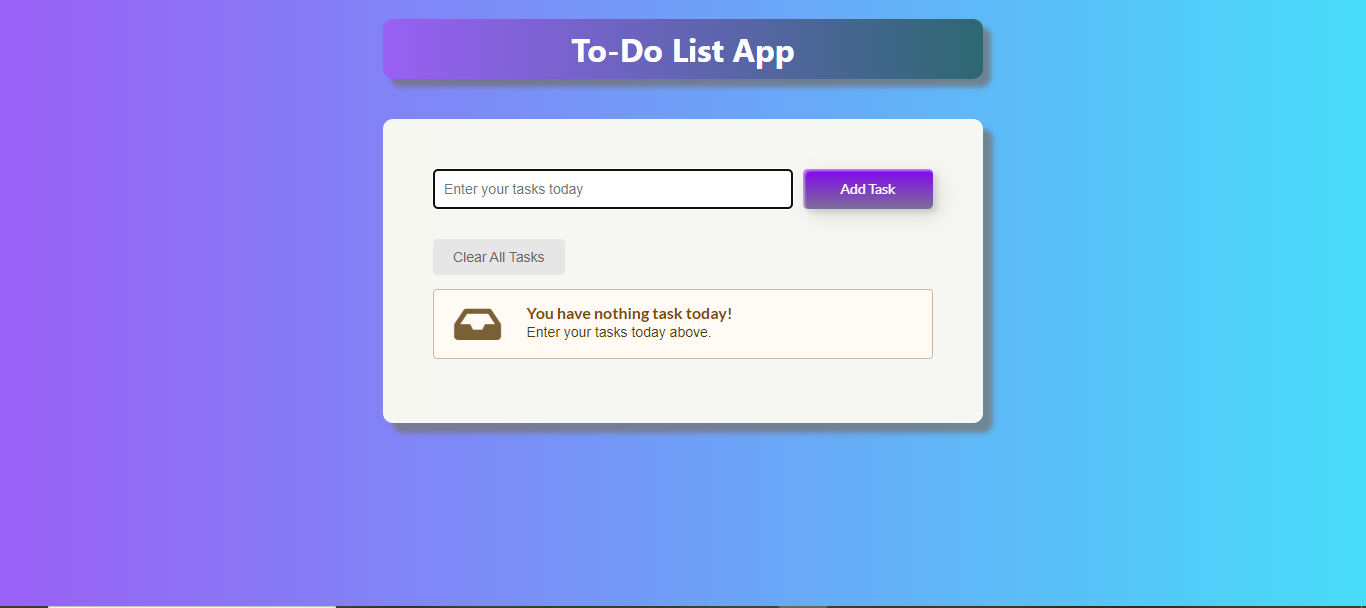 To-Do List App
Enter your tasks today
Add Task
Clear All Tasks
You have nothing task today!
Enter your tasks today above.